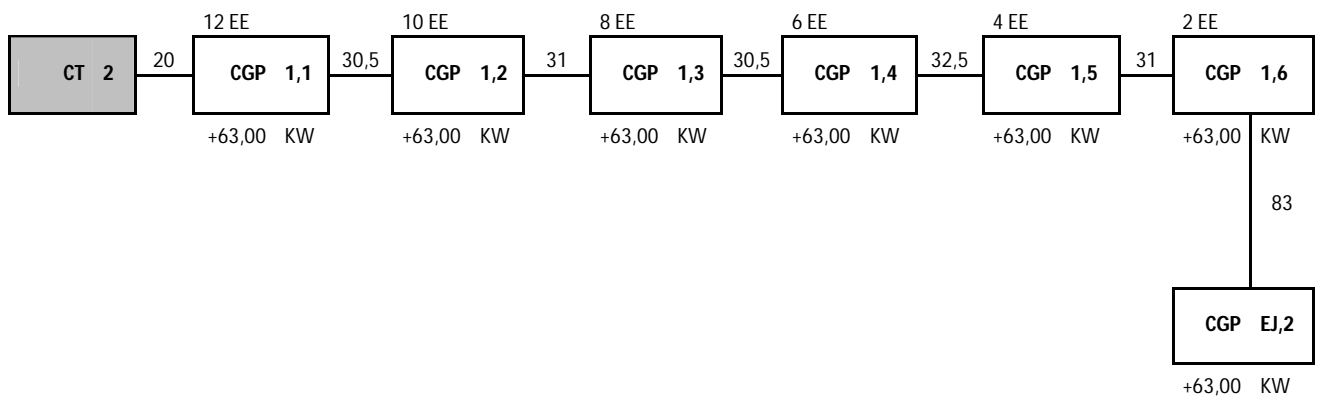 12 EE 10 EE 8 EE 6 EE 4 EE 2 EE
CT 2 20 CGP 1,1 30,5 CGP 1,2 31 CGP 1,3 30,5 CGP 1,4 32,5 CGP 1,5 31 CGP 1,6
+63,00 KW +63,00 KW +63,00 KW +63,00 KW +63,00 KW +63,00 KW
83
CGP EJ,2
+63,00 KW